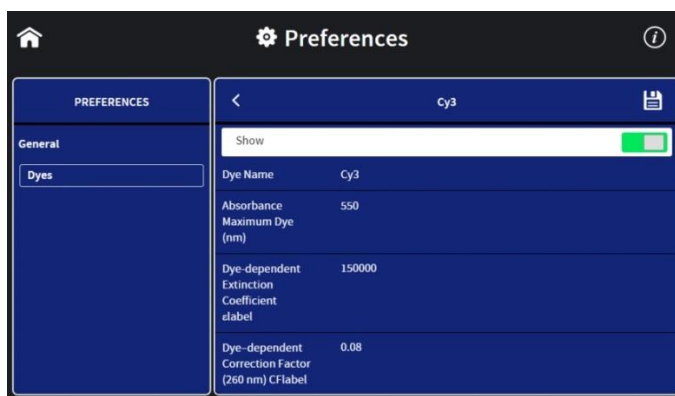 Preferences
PREFERENCES
Cy3
General
Show
Dyes
Dye Name Cy3
Absorbance 550
Maximum Dye
(nm)
Dye-dependent 150000
Extinction
Coefficient
εlabel
Dye–dependent 0.08
Correction Factor
(260 nm) CFlabel